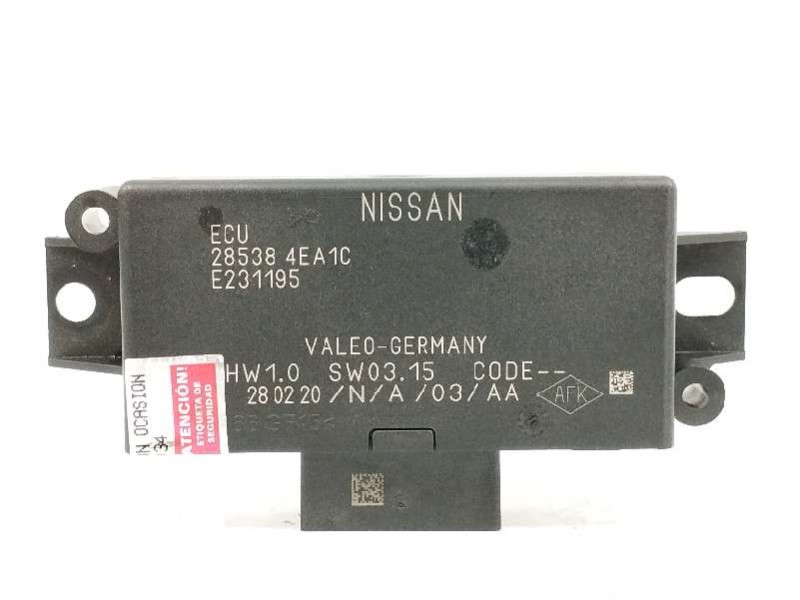 NISSAN
ECU
28538 4EA1C
E231195
VALEO-GERMANY
HW1.0 SW03.15 CODE--
28 02 20 /N/A /03/AA
AFK
OCASION
¡ATENCIÓN!
ETIQUETA DE
SEGURIDAD